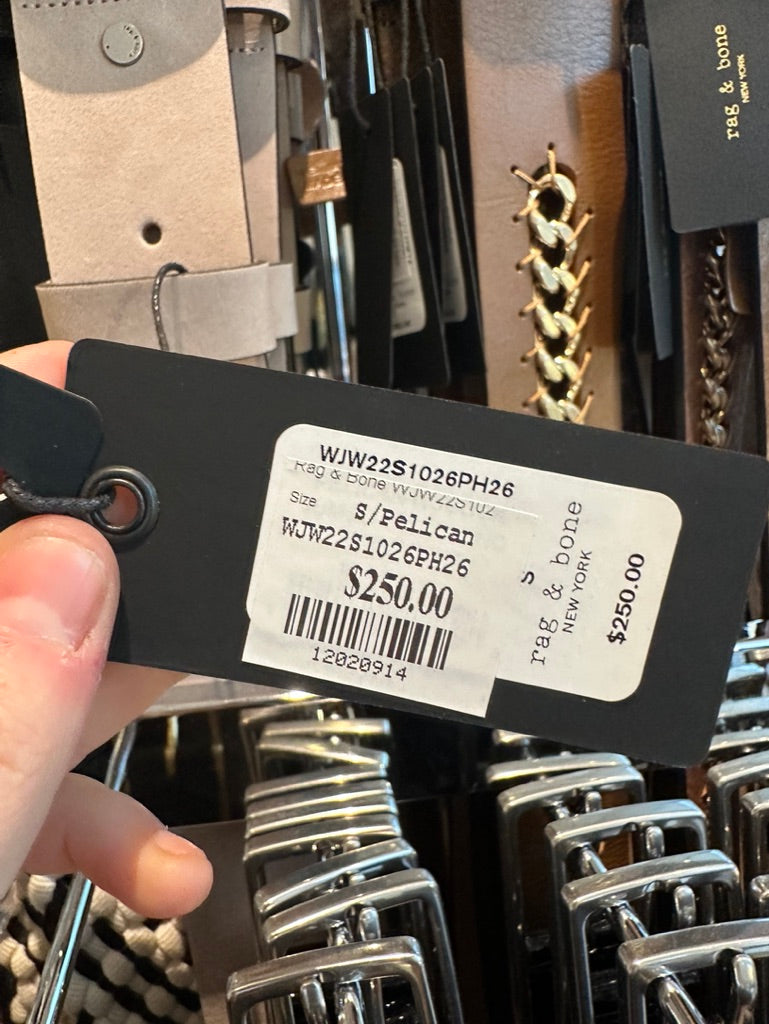 rag & bone
NEW YORK
WJW22S1026PH26
Rag & Bone WJW22S102
Size S/Pelican
WJW22S1026PH26
$250.00
12020914
S
rag & bone
NEW YORK
$250.00